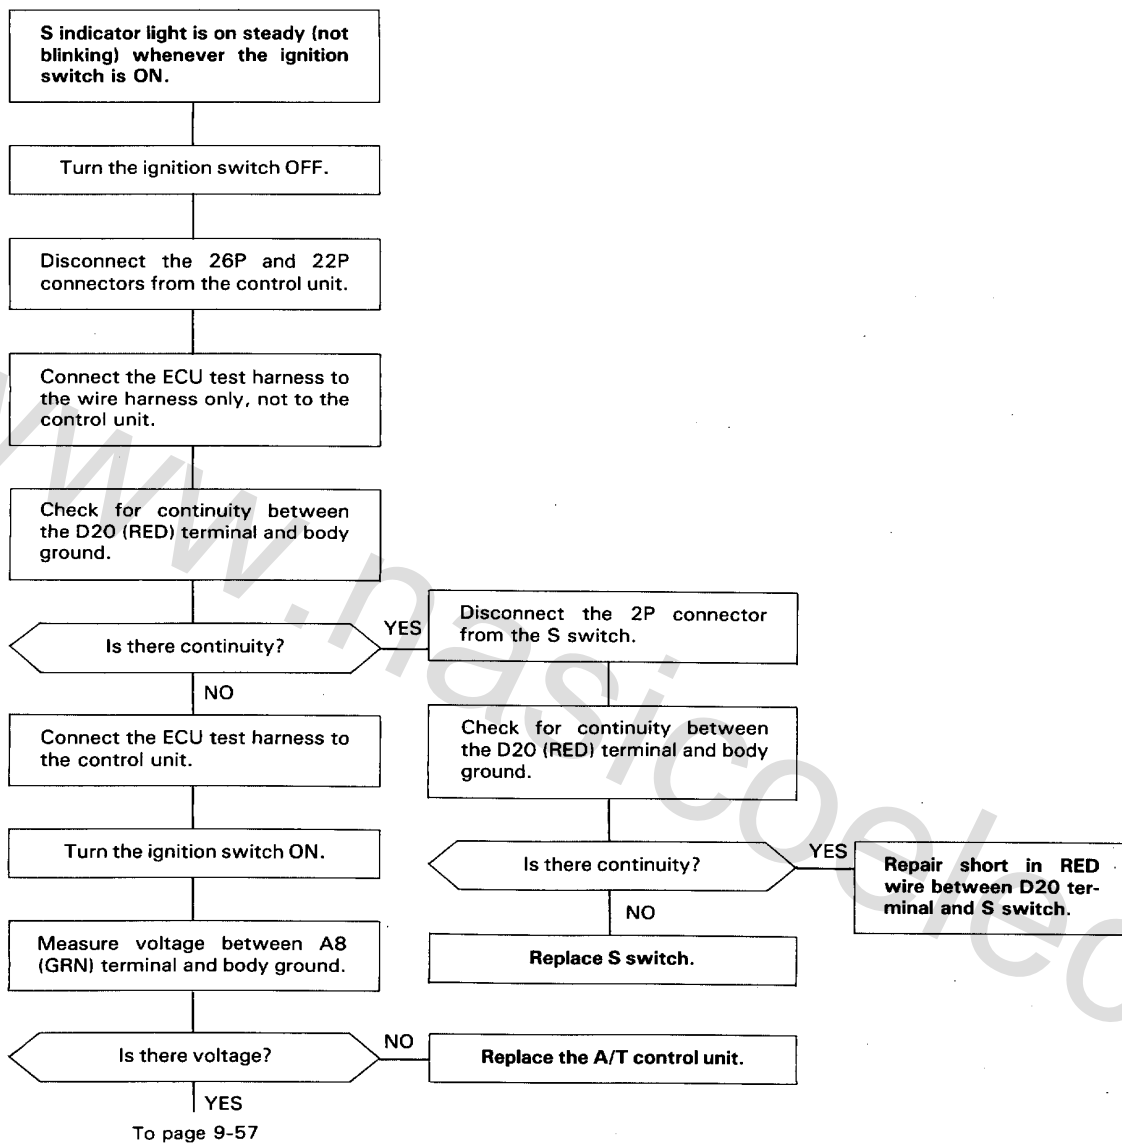 S indicator light is on steady (not
blinking) whenever the ignition
switch is ON.
Turn the ignition switch OFF.
Disconnect the 26P and 22P
connectors from the control unit.
Connect the ECU test harness to
the wire harness only, not to the
control unit.
Check for continuity between
the D20 (RED) terminal and body
ground.
Is there continuity?
YES
Disconnect the 2P connector
from the S switch.
NO
Connect the ECU test harness to
the control unit.
Check for continuity between
the D20 (RED) terminal and body
ground.
Turn the ignition switch ON.
Is there continuity?
YES
Repair short in RED
wire between D20 ter-
minal and S switch.
NO
Measure voltage between A8
(GRN) terminal and body ground.
Replace S switch.
Is there voltage?
NO
Replace the A/T control unit.
YES
To page 9-57
www.nasicoelec